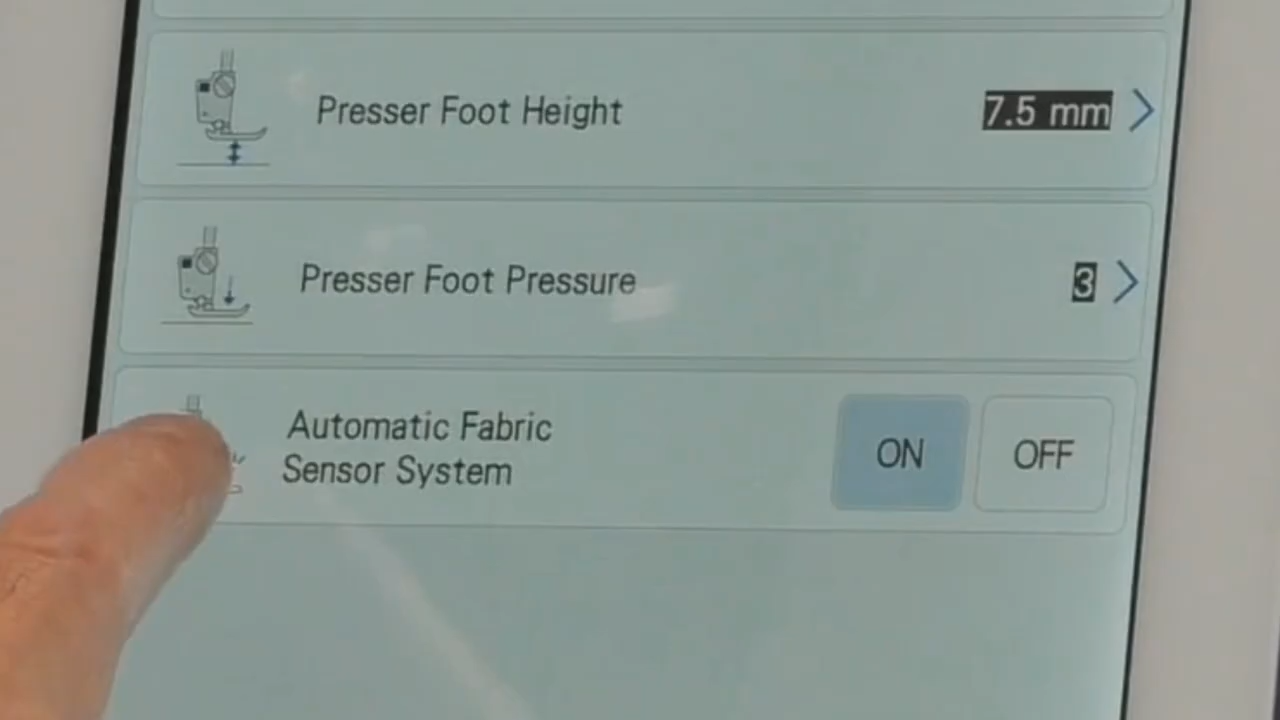 Presser Foot Height
7.5 mm
Presser Foot Pressure
3
Automatic Fabric
Sensor System
ON
OFF